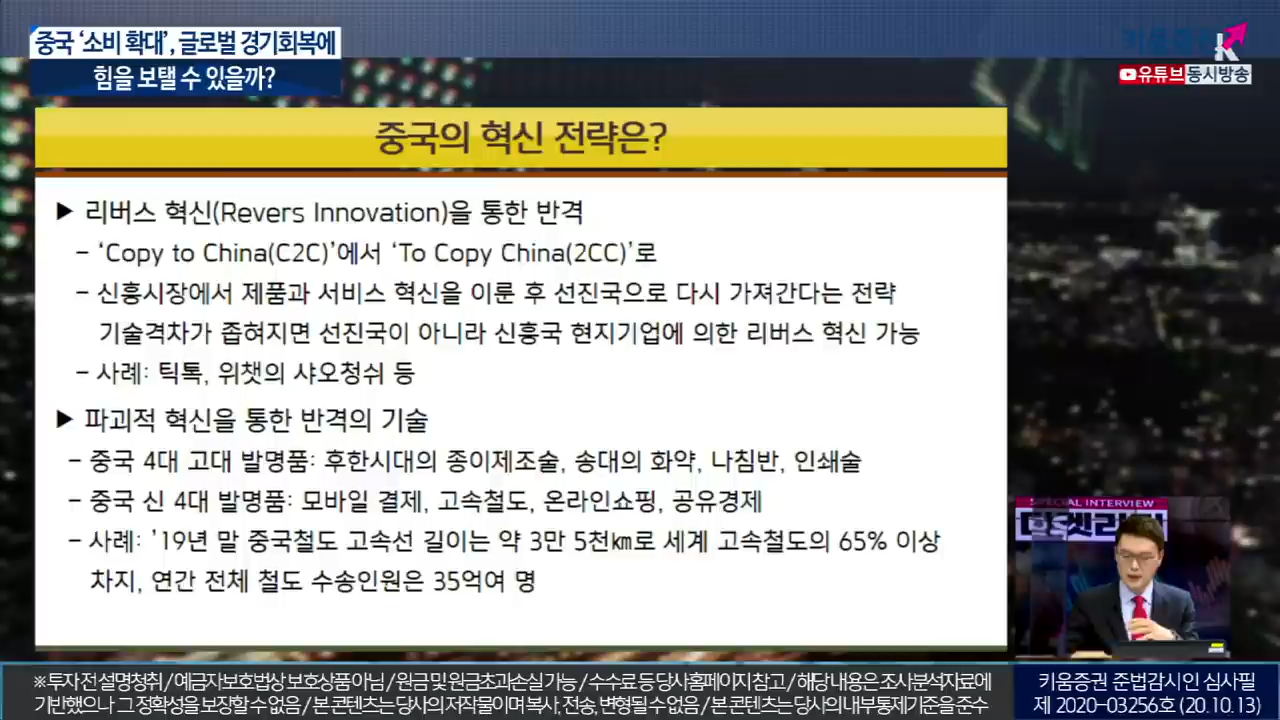 중국 ‘소비 확대’, 글로벌 경기회복에
힘을 보탤 수 있을까?
키움증권
유튜브동시방송
중국의 혁신 전략은?
▶ 리버스 혁신(Revers Innovation)을 통한 반격
– ‘Copy to China(C2C)’에서 ‘To Copy China(2CC)’로
– 신흥시장에서 제품과 서비스 혁신을 이룬 후 선진국으로 다시 가져간다는 전략
기술격차가 좁혀지면 선진국이 아니라 신흥국 현지기업에 의한 리버스 혁신 가능
– 사례: 틱톡, 위챗의 샤오청쉬 등
▶ 파괴적 혁신을 통한 반격의 기술
– 중국 4대 고대 발명품: 후한시대의 종이제조술, 송대의 화약, 나침반, 인쇄술
– 중국 신 4대 발명품: 모바일 결제, 고속철도, 온라인쇼핑, 공유경제
– 사례: ’19년 말 중국철도 고속선 길이는 약 3만 5천㎞로 세계 고속철도의 65% 이상
차지, 연간 전체 철도 수송인원은 35억여 명
SPECIAL INTERVIEW
※ 투자 전 설명청취 / 예금자보호법상 보호상품 아님 / 원금 및 원금초과손실 가능 / 수수료 등 당사홈페이지 참고 / 해당 내용은 조사분석자료에
기반했으나 그 정확성을 보장할 수 없음 / 본 콘텐츠는 당사의 저작물이며 복사, 전송, 변형될 수 없음 / 본 콘텐츠는 당사의 내부통제기준을 준수
키움증권 준법감시인 심사필
제 2020-03256호 (20.10.13)